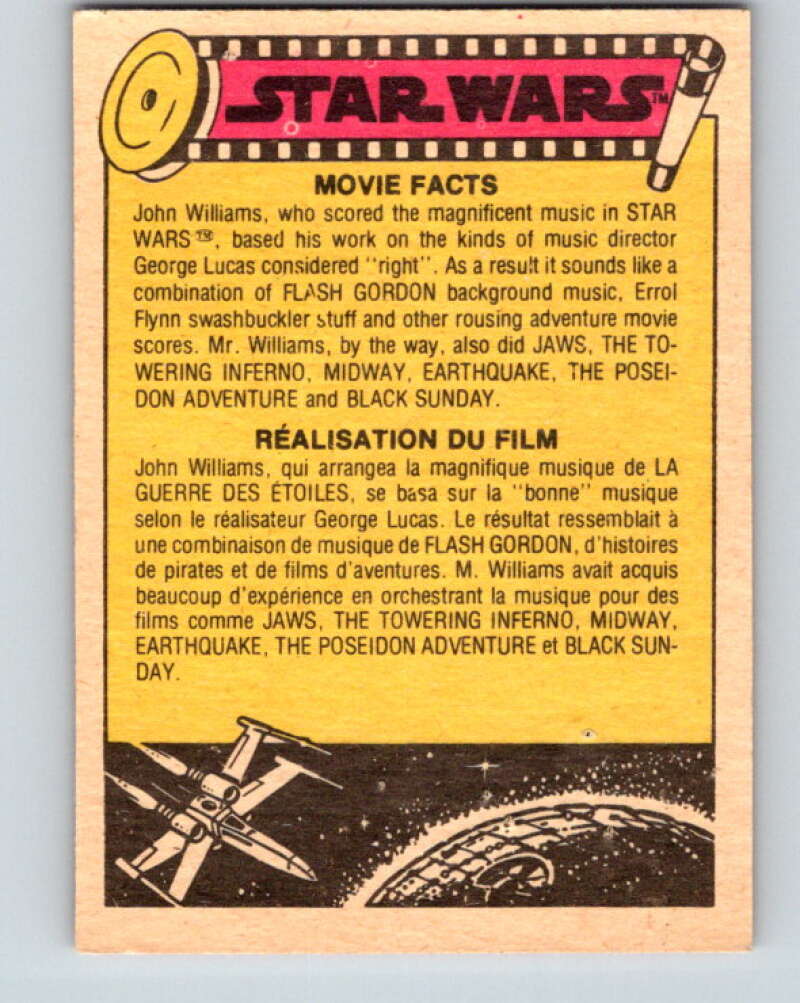 STAR WARS™
MOVIE FACTS
John Williams, who scored the magnificent music in STAR
WARS™, based his work on the kinds of music director
George Lucas considered "right". As a result it sounds like a
combination of FLASH GORDON background music, Errol
Flynn swashbuckler stuff and other rousing adventure movie
scores. Mr. Williams, by the way, also did JAWS, THE TO-
WERING INFERNO, MIDWAY, EARTHQUAKE, THE POSEI-
DON ADVENTURE and BLACK SUNDAY.
RÉALISATION DU FILM
John Williams, qui arrangea la magnifique musique de LA
GUERRE DES ÉTOILES, se basa sur la "bonne" musique
selon le réalisateur George Lucas. Le résultat ressemblait à
une combinaison de musique de FLASH GORDON, d'histoires
de pirates et de films d'aventures. M. Williams avait acquis
beaucoup d'expérience en orchestrant la musique pour des
films comme JAWS, THE TOWERING INFERNO, MIDWAY,
EARTHQUAKE, THE POSEIDON ADVENTURE et BLACK SUN-
DAY.